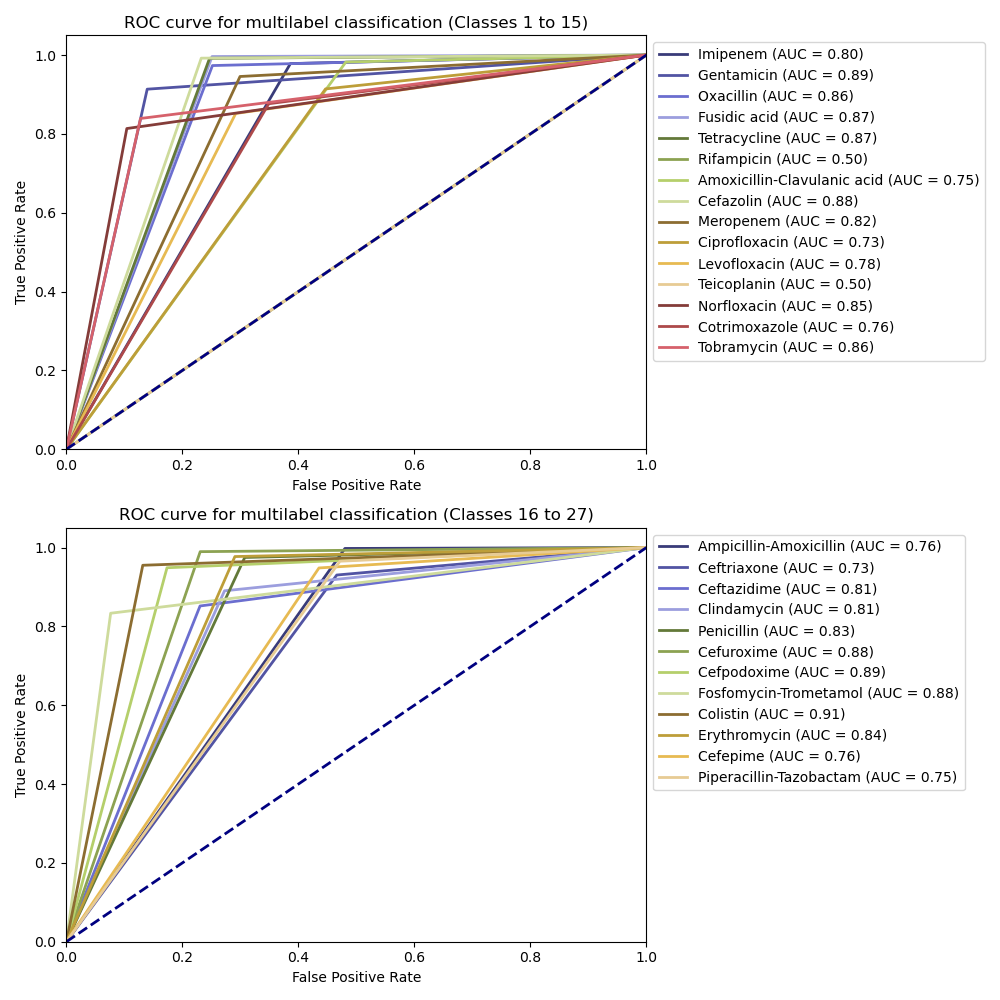 ROC curve for multilabel classification (Classes 1 to 15)
1.0
0.8
0.6
0.4
0.2
0.0
True Positive Rate
0.0 0.2 0.4 0.6 0.8 1.0
False Positive Rate
Imipenem (AUC = 0.80)
Gentamicin (AUC = 0.89)
Oxacillin (AUC = 0.86)
Fusidic acid (AUC = 0.87)
Tetracycline (AUC = 0.87)
Rifampicin (AUC = 0.50)
Amoxicillin-Clavulanic acid (AUC = 0.75)
Cefazolin (AUC = 0.88)
Meropenem (AUC = 0.82)
Ciprofloxacin (AUC = 0.73)
Levofloxacin (AUC = 0.78)
Teicoplanin (AUC = 0.50)
Norfloxacin (AUC = 0.85)
Cotrimoxazole (AUC = 0.76)
Tobramycin (AUC = 0.86)
ROC curve for multilabel classification (Classes 16 to 27)
1.0
0.8
0.6
0.4
0.2
0.0
True Positive Rate
0.0 0.2 0.4 0.6 0.8 1.0
False Positive Rate
Ampicillin-Amoxicillin (AUC = 0.76)
Ceftriaxone (AUC = 0.73)
Ceftazidime (AUC = 0.81)
Clindamycin (AUC = 0.81)
Penicillin (AUC = 0.83)
Cefuroxime (AUC = 0.88)
Cefpodoxime (AUC = 0.89)
Fosfomycin-Trometamol (AUC = 0.88)
Colistin (AUC = 0.91)
Erythromycin (AUC = 0.84)
Cefepime (AUC = 0.76)
Piperacillin-Tazobactam (AUC = 0.75)